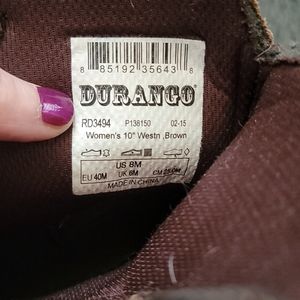 8 85192 35643 8
DURANGO
RD3494 P138150 02-15
Women's 10" Westn ,Brown
US 8M
EU 40M UK 6M CM 25.0M
MADE IN CHINA